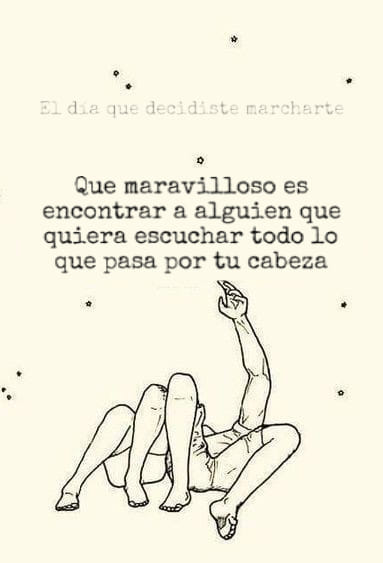 El día que decidiste marcharte
Que maravilloso es
encontrar a alguien que
quiera escuchar todo lo
que pasa por tu cabeza